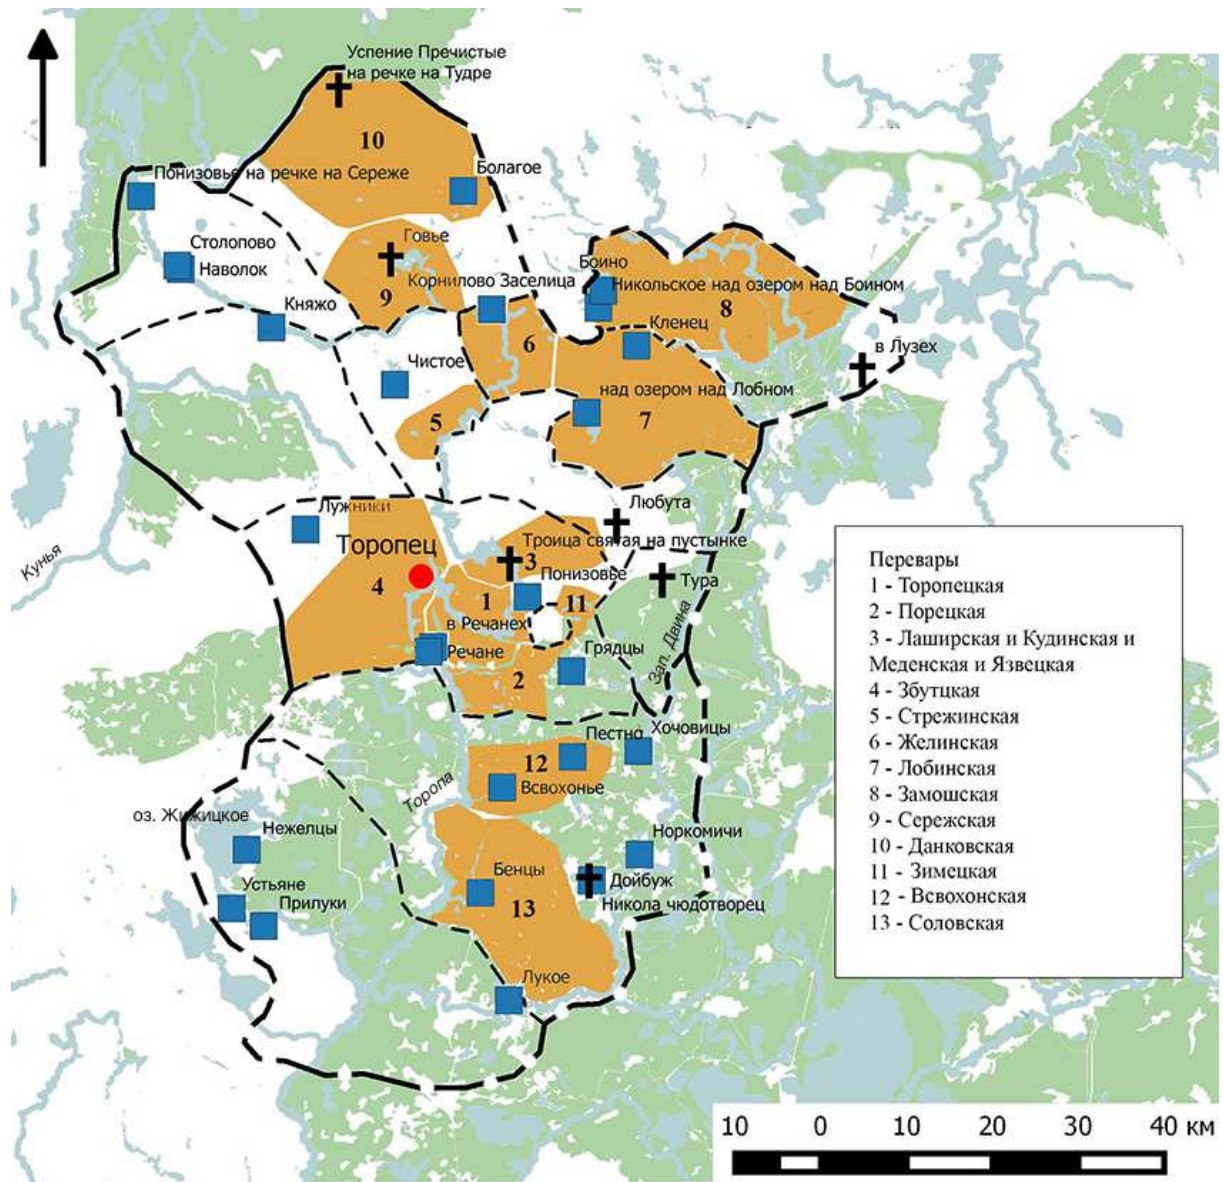 Успение Пречистые
на речке на Тудре
10
Понизовье на речке на Сереже
Болагое
Столопово
Наволок
Говье
Боино
Корнилово Заселица
Никольское над озером над Боином
9
8
Княжо
Кленец
6
в Лузех
Чистое
над озером над Лобном
5
7
Лужники
Любута
Кунья
Торопец
Троица святая на пустынке
3
4
Понизовье
Тура
1
11
в Речанех
Речане
Грядцы
Зап. Двина
2
Хочовицы
Пестно
12
Торопа
Всвохонье
оз. Жижицкое
Нежелцы
Норкомичи
Бенцы
Дойбуж
Устьяне
Прилуки
13
Никола чюдотворец
Лукое
Перевары
1 - Торопецкая
2 - Порецкая
3 - Лаширская и Кудинская и
Меденская и Язвецкая
4 - Збутцкая
5 - Стрежинская
6 - Желинская
7 - Лобинская
8 - Замошская
9 - Сережская
10 - Данковская
11 - Зимецкая
12 - Всвохонская
13 - Соловская
10 0 10 20 30 40 км